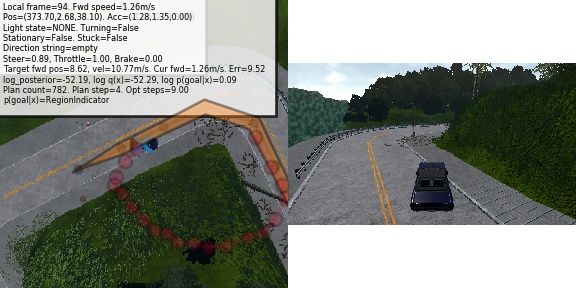 Local frame=94. Fwd speed=1.26m/s
Pos=(373.70,2.68,38.10). Acc=(1.28,1.35,0.00)
Light state=NONE. Turning=False
Stationary=False. Stuck=False
Direction string=empty
Steer=0.89, Throttle=1.00, Brake=0.00
Target fwd pos=8.62, vel=10.77m/s. Cur fwd=1.26m/s. Err=9.52
log_posterior=-52.19, log q(x)=-52.29, log p(goal|x)=0.09
Plan count=782. Plan step=4. Opt steps=9.00
p(goal|x)=RegionIndicator